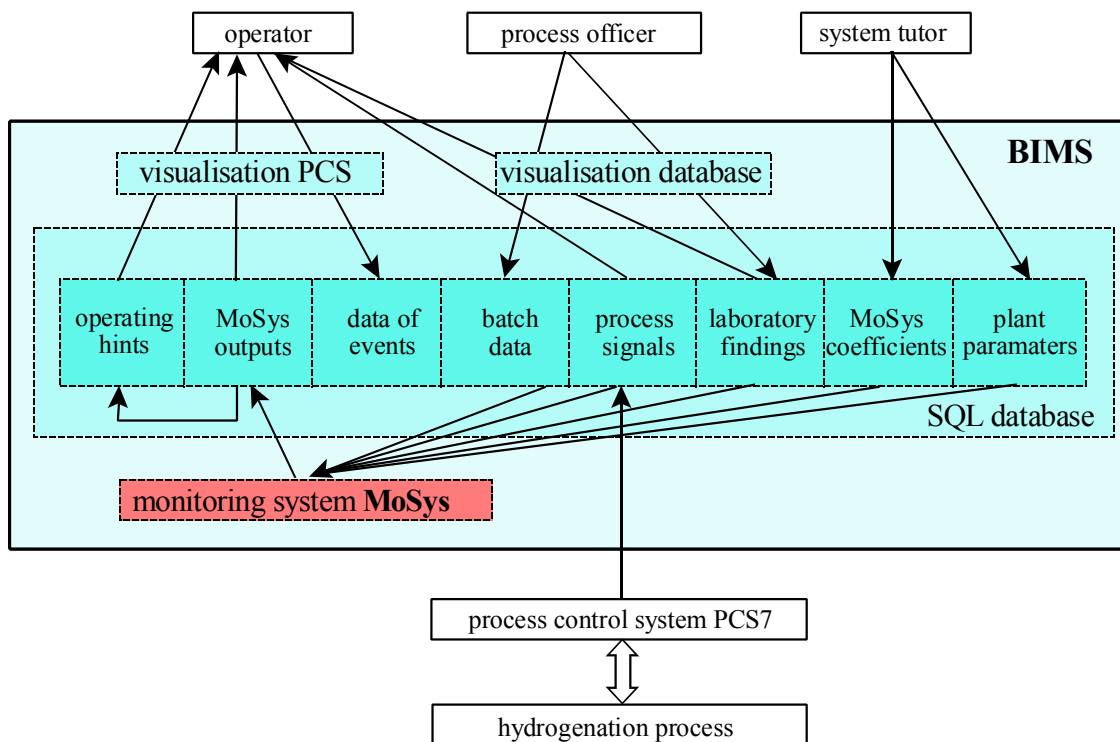 operator
process officer
system tutor
BIMS
visualisation PCS
visualisation database
operating
hints
MoSys
outputs
data of
events
batch
data
process
signals
laboratory
findings
MoSys
coefficients
plant
paramaters
SQL database
monitoring system MoSys
process control system PCS7
hydrogenation process